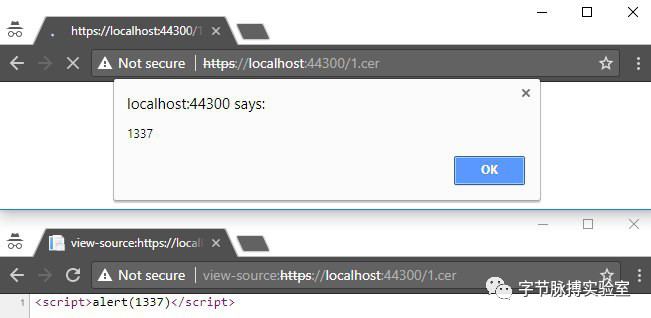 https://localhost:44300/1
Not secure | https://localhost:44300/1.cer
localhost:44300 says:
1337
OK
view-source:https://local
Not secure | view-source:https://localhost:44300/1.cer
字节脉搏实验室
1 <script>alert(1337)</script>